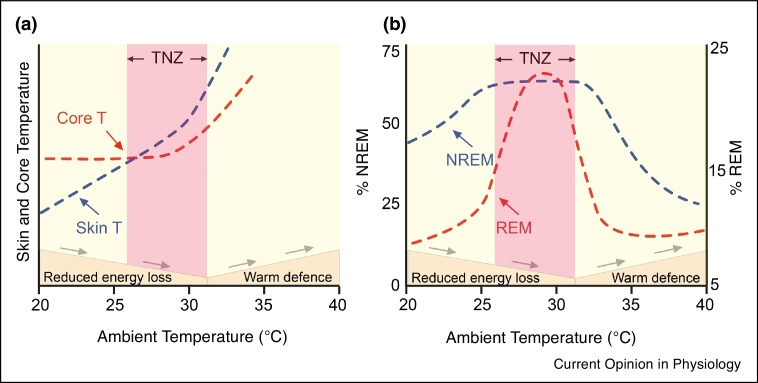 (a)
Skin and Core Temperature
TNZ
Core T
Skin T
Reduced energy loss
Warm defence
20
25
30
35
40
Ambient Temperature (°C)
(b)
75
50
25
0
% NREM
TNZ
NREM
REM
Reduced energy loss
Warm defence
25
15
5
% REM
20
25
30
35
40
Ambient Temperature (°C)
Current Opinion in Physiology